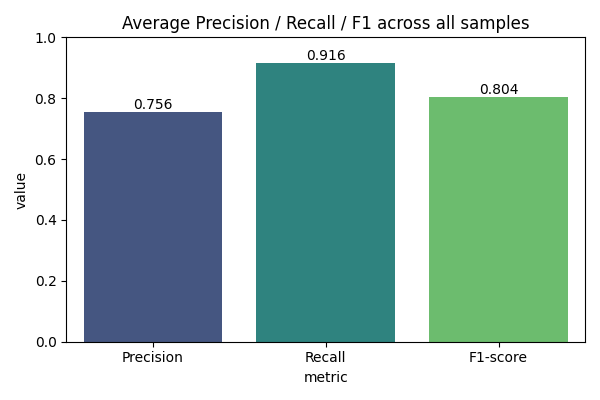 Average Precision / Recall / F1 across all samples
1.0
0.8
0.6
0.4
0.2
0.0
value
0.756
0.916
0.804
Precision
Recall
F1-score
metric